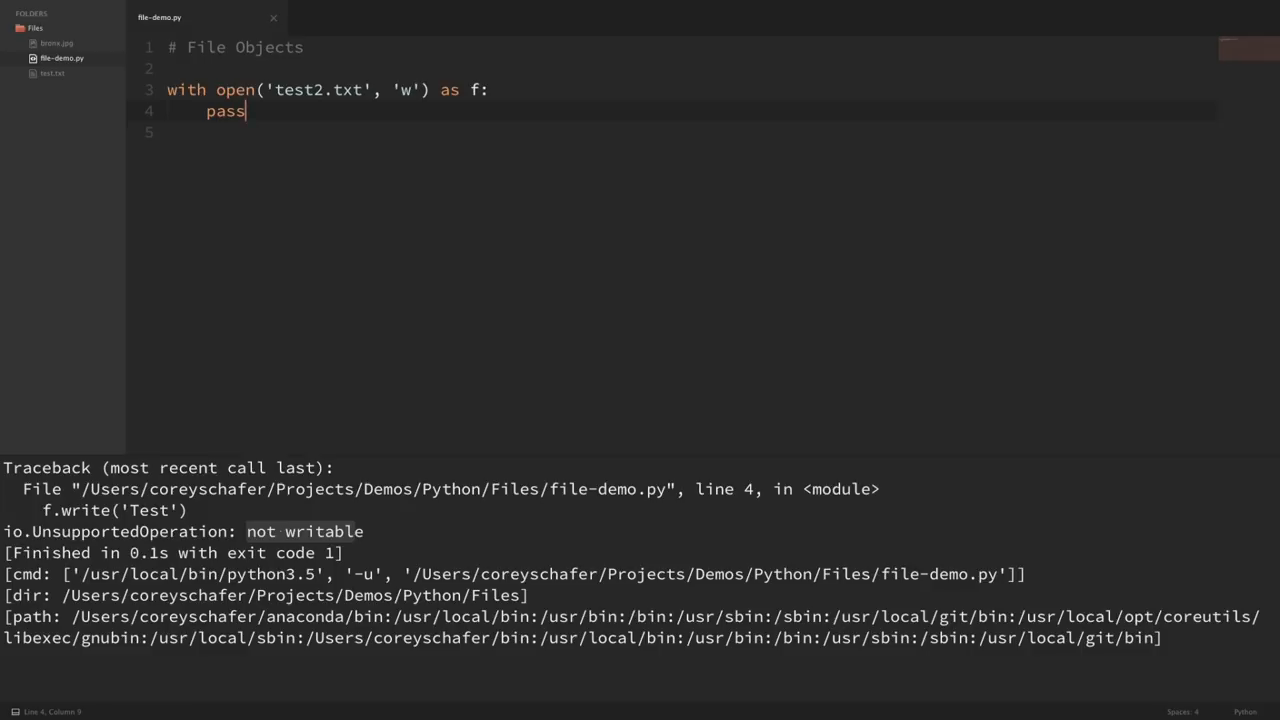 FOLDERS
Files
bronx.jpg
file-demo.py
test.txt
file-demo.py
1 # File Objects
2
3 with open('test2.txt', 'w') as f:
4     pass
5
Traceback (most recent call last):
  File "/Users/coreyschafer/Projects/Demos/Python/Files/file-demo.py", line 4, in <module>
    f.write('Test')
io.UnsupportedOperation: not writable
[Finished in 0.1s with exit code 1]
[cmd: ['/usr/local/bin/python3.5', '-u', '/Users/coreyschafer/Projects/Demos/Python/Files/file-demo.py']]
[dir: /Users/coreyschafer/Projects/Demos/Python/Files]
[path: /Users/coreyschafer/anaconda/bin:/usr/local/bin:/usr/bin:/bin:/usr/sbin:/sbin:/usr/local/git/bin:/usr/local/opt/coreutils/
libexec/gnubin:/usr/local/sbin:/Users/coreyschafer/bin:/usr/local/bin:/usr/bin:/bin:/usr/sbin:/sbin:/usr/local/git/bin]
Line 4, Column 9
Spaces: 4
Python